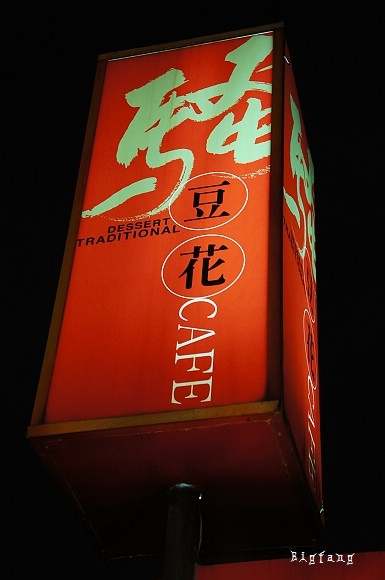 騷
豆
花
DESSERT
TRADITIONAL
CAFE
Bigfang